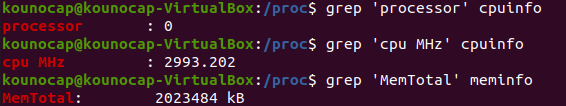 kounocap@kounocap-VirtualBox:/proc$ grep 'processor' cpuinfo
processor       : 0
kounocap@kounocap-VirtualBox:/proc$ grep 'cpu MHz' cpuinfo
cpu MHz         : 2993.202
kounocap@kounocap-VirtualBox:/proc$ grep 'MemTotal' meminfo
MemTotal:        2023484 kB